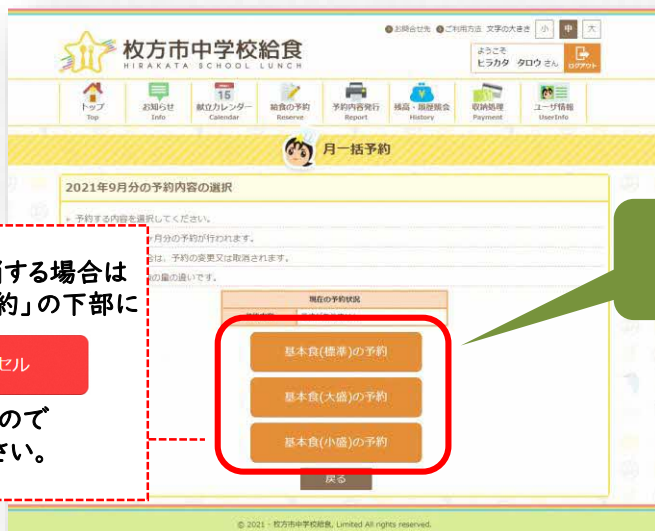 お問合せ先 ご利用方法 文字の大きさ 小 中 大
枚方市中学校給食
HIRAKATA SCHOOL LUNCH
ようこそ
ヒラカタ タロウ さん
ログアウト
トップ お知らせ 献立カレンダー 給食の予約 予約内容発行 残高・履歴照会 収納処理 ユーザ情報
Top Info Calendar Reserve Report History Payment UserInfo
15
月一括予約
2021年9月分の予約内容の選択
予約する内容を選択してください。
ヶ月分の予約が行われます。
は、予約の変更又は取消されます。
の量の違いです。
消する場合は
約」の下部に
セル
ので
さい。
現在の予約状況
基本食(標準)の予約
基本食(大盛)の予約
基本食(小盛)の予約
戻る
© 2021 - 枚方市中学校給食, Limited All rights reserved.